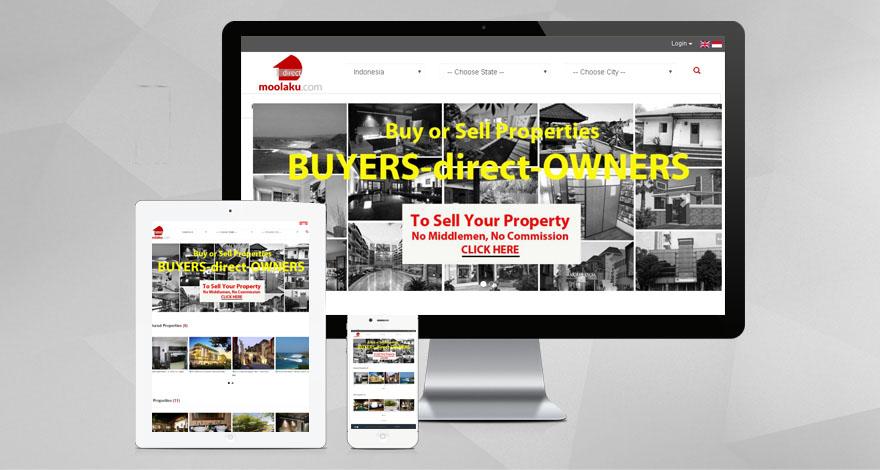 Login
direct
moolaku.com
Indonesia
-- Choose State --
-- Choose City --
Buy or Sell Properties
BUYERS-direct-OWNERS
To Sell Your Property
No Middlemen, No Commission
CLICK HERE
Buy or Sell Properties
BUYERS-direct-OWNERS
To Sell Your Property
No Middlemen, No Commission
CLICK HERE
Properties (6)
Properties (11)